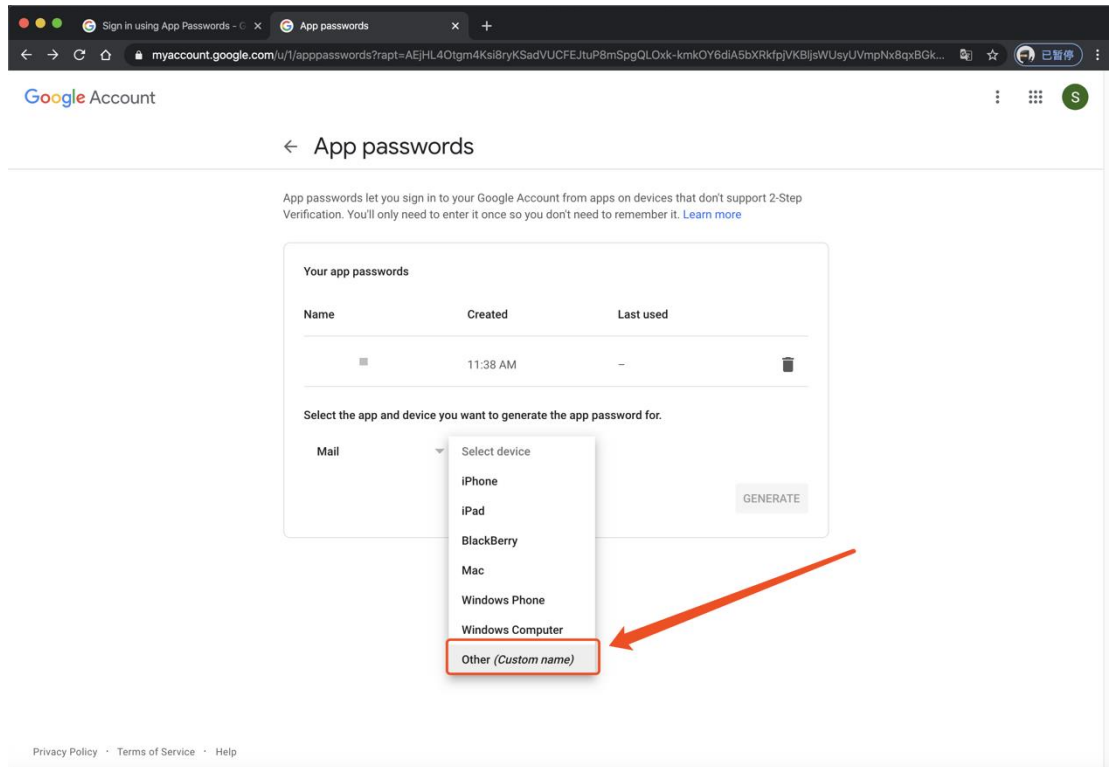 Sign in using App Passwords - G
App passwords
myaccount.google.com/u/1/apppasswords?rapt=AEjHL4Otgm4Ksi8ryKSadVUCFEJtuP8mSpgQLOxk-kmkOY6diA5bXRkfpjVKBljsWUsyUVmpNx8qxBGk...
已暂停
Google Account
S
App passwords
App passwords let you sign in to your Google Account from apps on devices that don't support 2-Step
Verification. You'll only need to enter it once so you don't need to remember it. Learn more
Your app passwords
Name Created Last used
11:38 AM –
Select the app and device you want to generate the app password for.
Mail Select device
iPhone
GENERATE
iPad
BlackBerry
Mac
Windows Phone
Windows Computer
Other (Custom name)
Privacy Policy · Terms of Service · Help